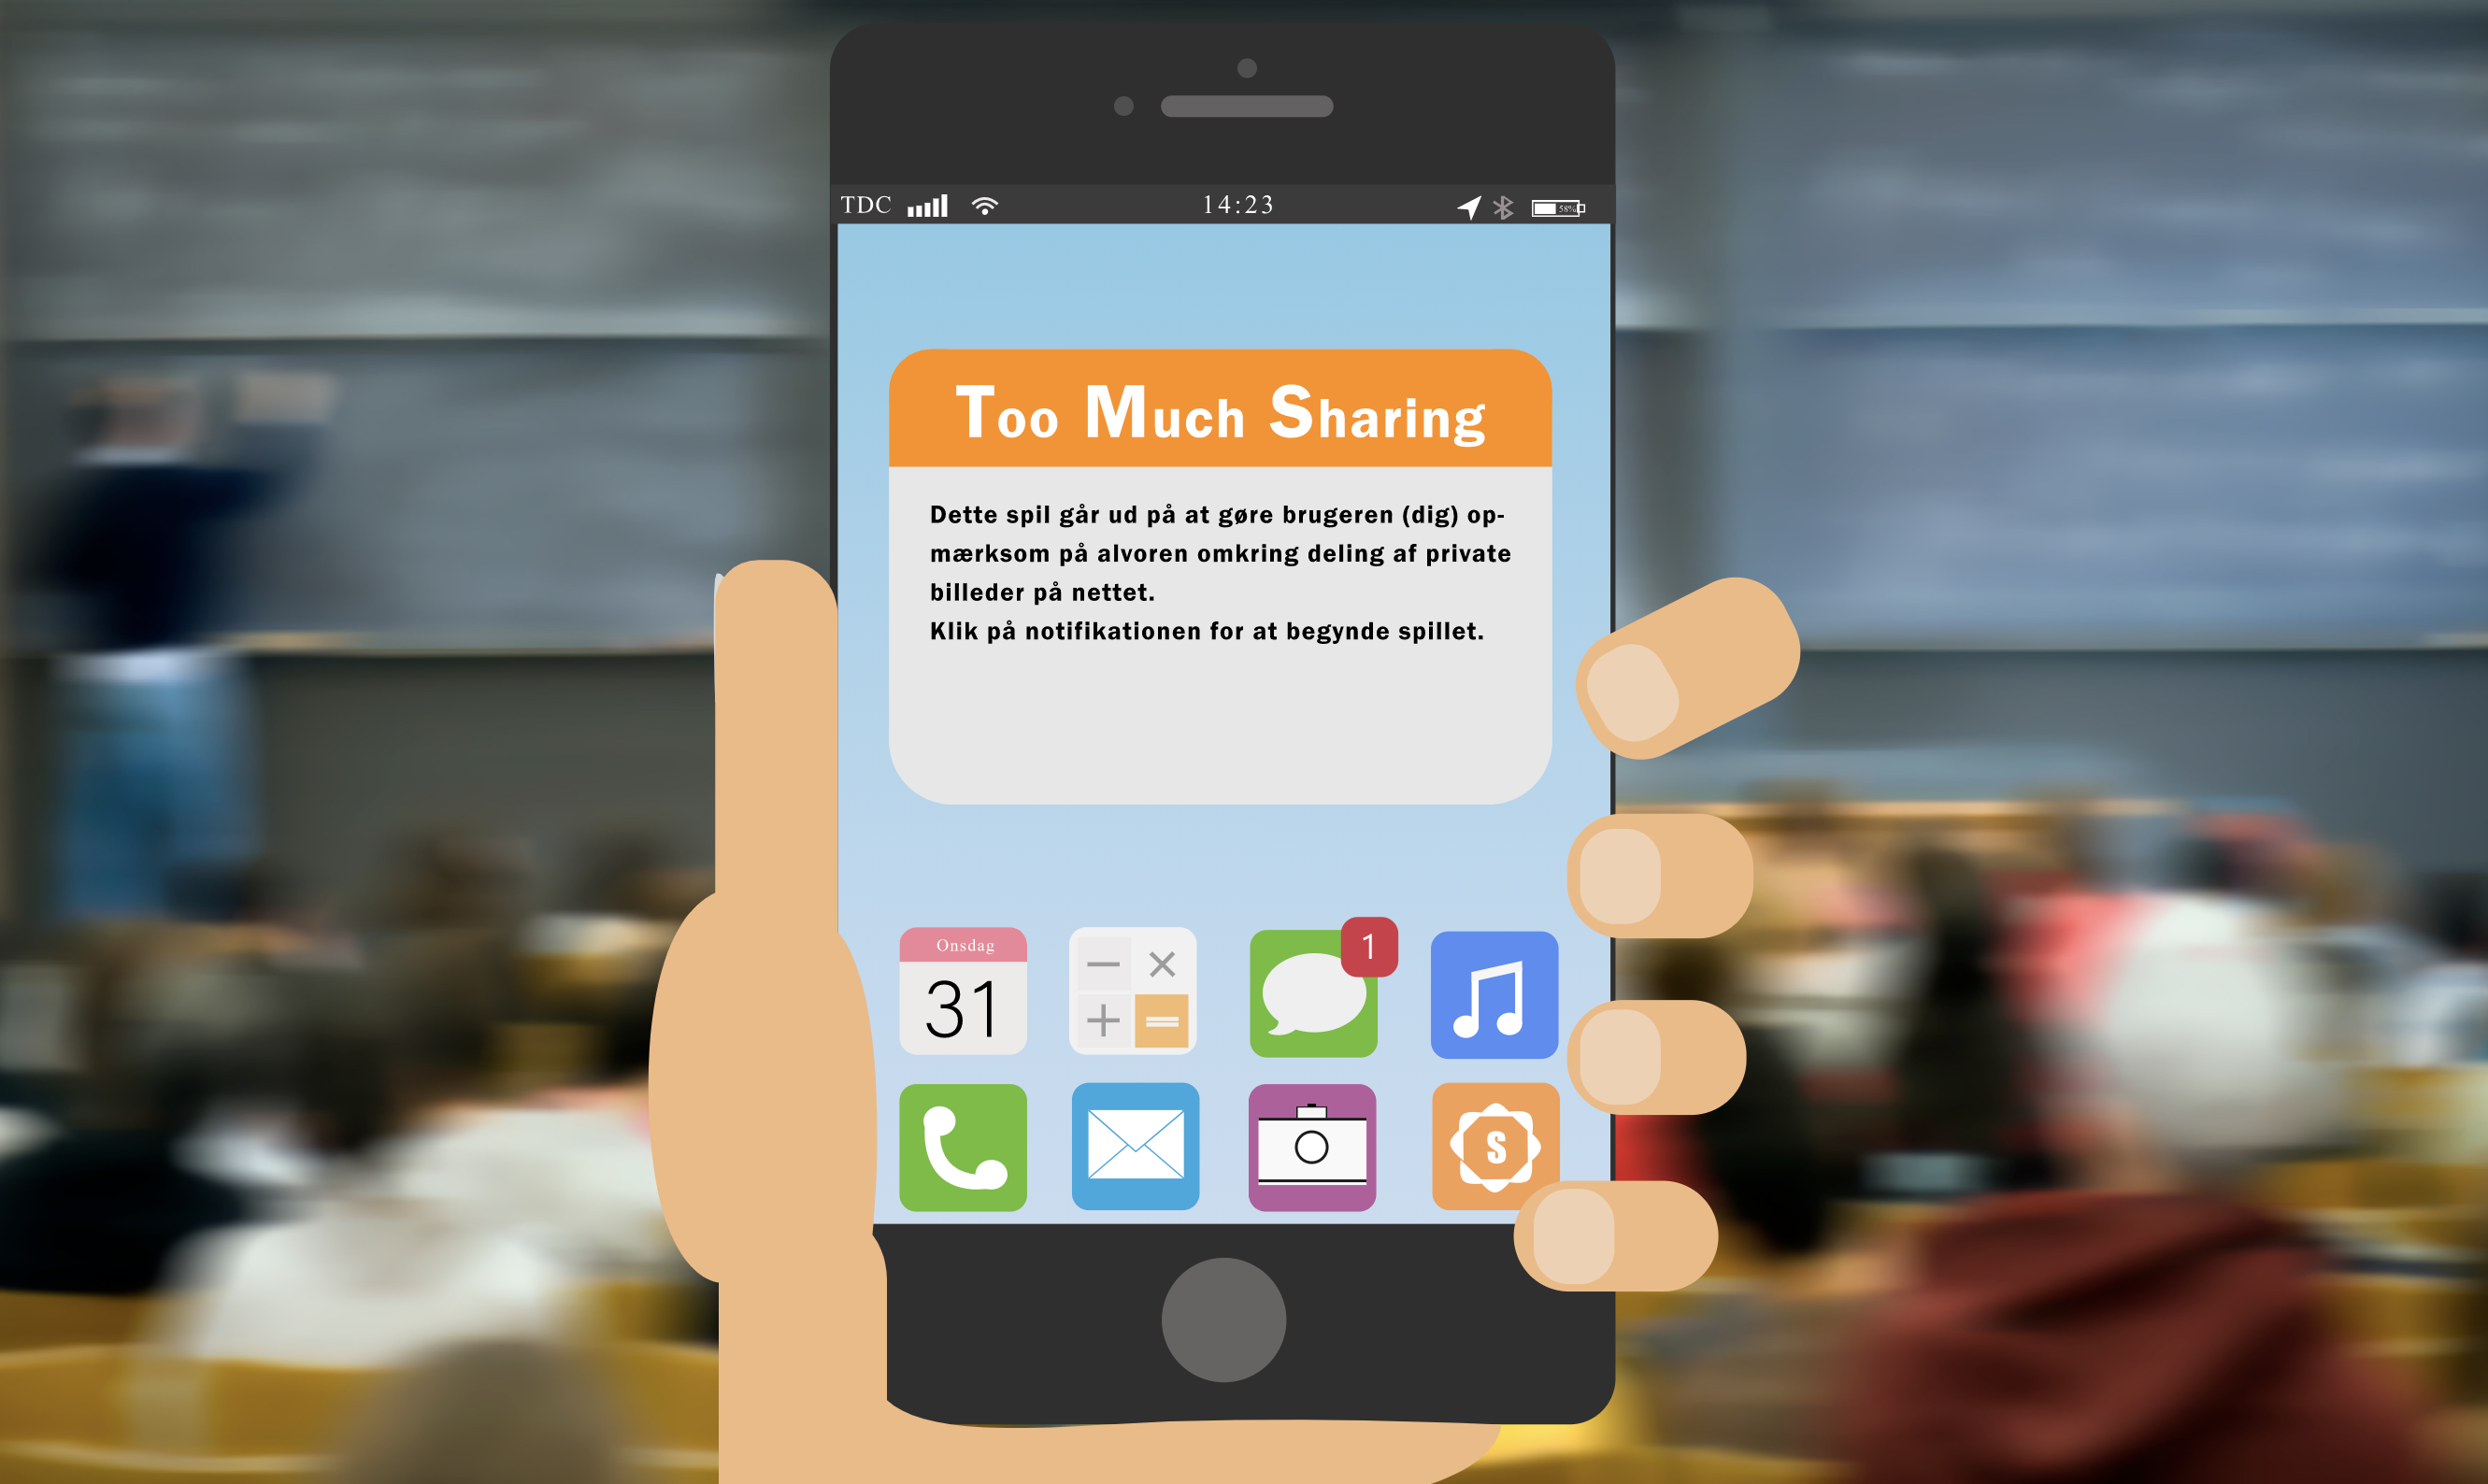 TDC 14:23 58%
Too Much Sharing
Dette spil går ud på at gøre brugeren (dig) op-
mærksom på alvoren omkring deling af private
billeder på nettet.
Klik på notifikationen for at begynde spillet.
Onsdag
31
1
S